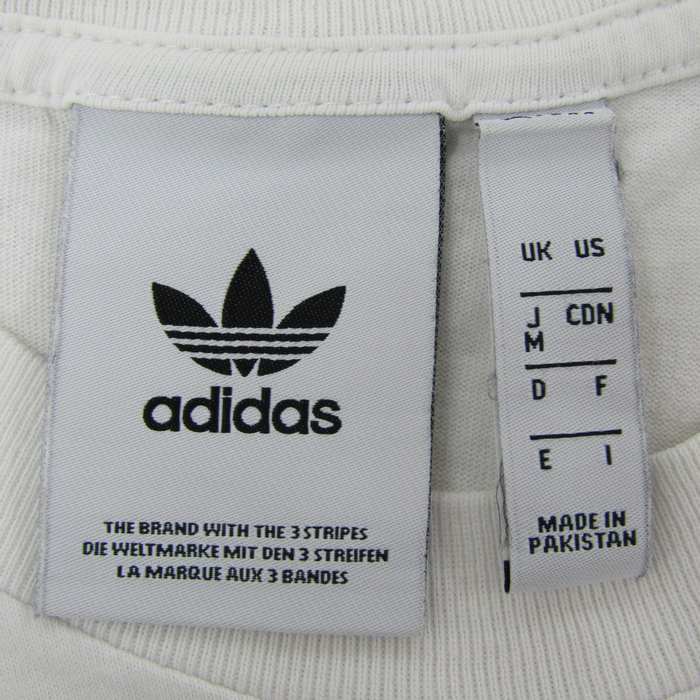 adidas
THE BRAND WITH THE 3 STRIPES
DIE WELTMARKE MIT DEN 3 STREIFEN
LA MARQUE AUX 3 BANDES
UK US
J CDN
M
D F
E I
MADE IN
PAKISTAN